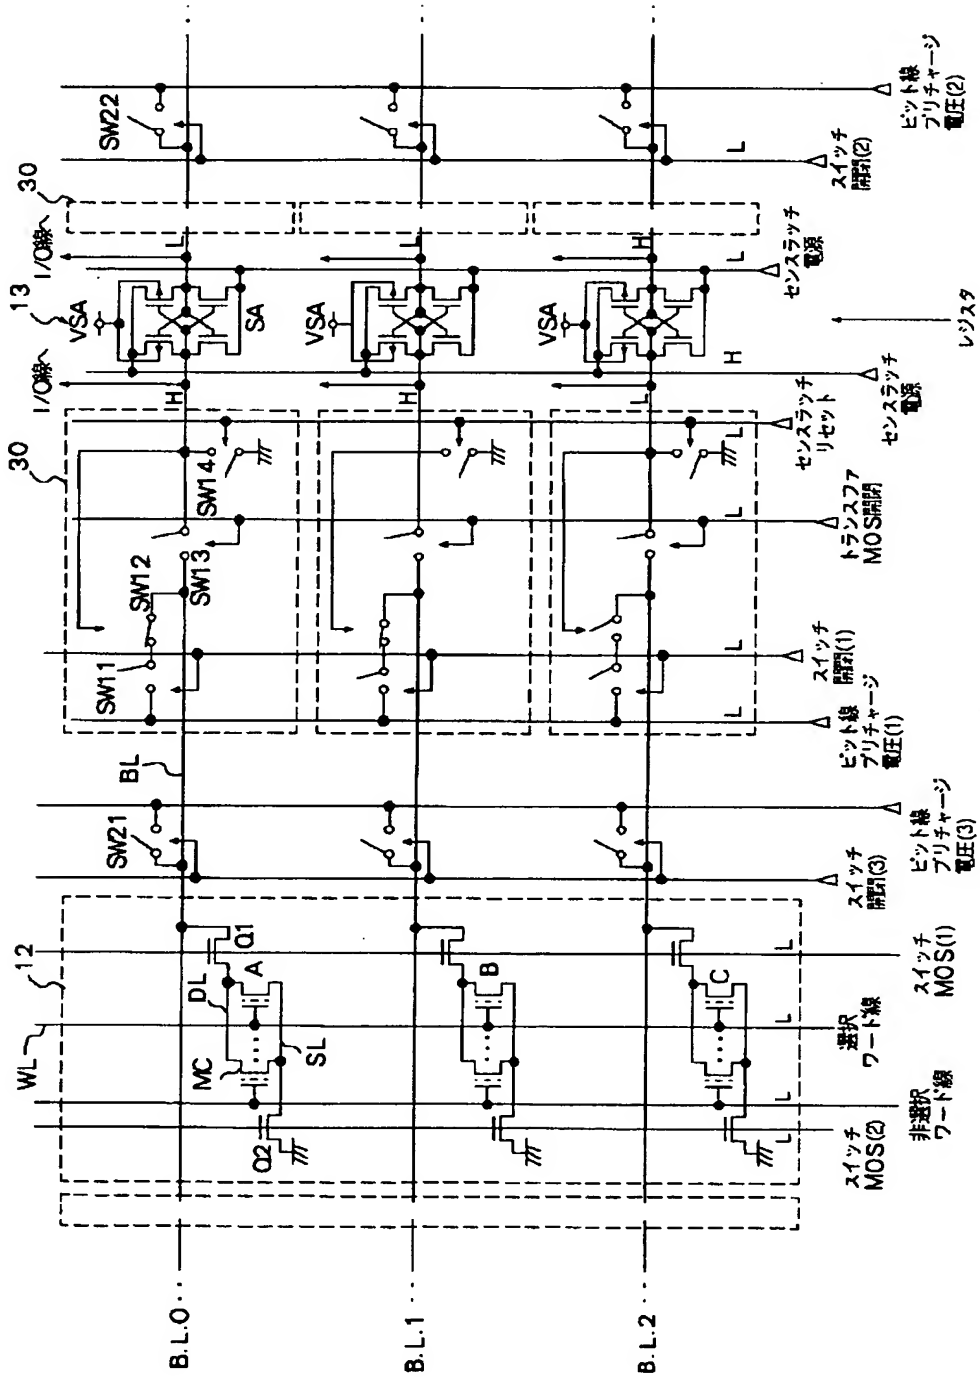 B.L.0
B.L.1
B.L.2
12
WL
MC
DL
A
Q1
SL
Q2
B
C
L
L
L
L
スイッチ
MOS(2)
非選択
ワード線
選択
ワード線
スイッチ
MOS(1)
SW21
BL
スイッチ
開閉(3)
ビット線
プリチャージ
電圧(3)
30
SW11
SW12
SW13
SW14
L
L
L
L
ビット線
プリチャージ
電圧(1)
スイッチ
開閉(1)
トランスファ
MOS開閉
センスラッチ
リセット
13
I/O線へ
I/O線へ
VSA
VSA
VSA
SA
H
L
H
L
L
H
H
L
センスラッチ
電源
レジスタ
センスラッチ
電源
30
SW22
L
スイッチ
開閉(2)
ビット線
プリチャージ
電圧(2)